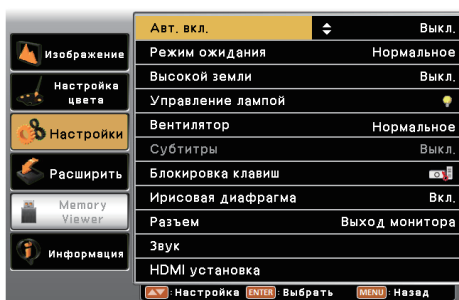 Изображение
Настройка
цвета
Настройки
Расширить
Memory
Viewer
Информация
Авт. вкл. Выкл.
Режим ожидания Нормальное
Высокой земли Выкл.
Управление лампой
Вентилятор Нормальное
Субтитры Выкл.
Блокировка клавиш
Ирисовая диафрагма Вкл.
Разъем Выход монитора
Звук
HDMI установка
:Настройка ENTER:Выбрать MENU:Назад